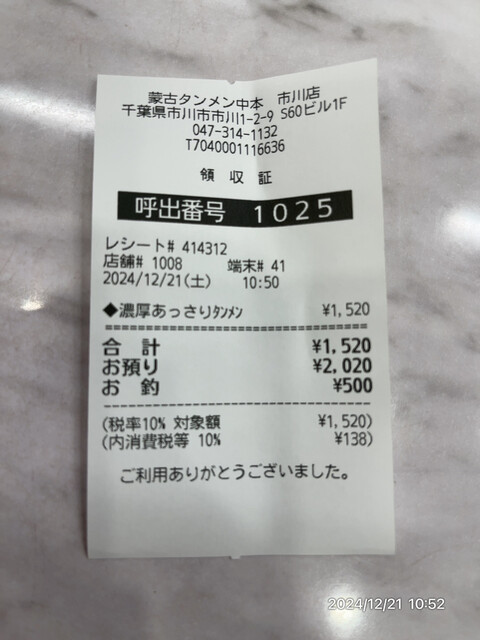 蒙古タンメン中本　市川店
千葉県市川市市川1-2-9 S60ビル1F
047-314-1132
T7040001116636
領　収　証
呼出番号　1025
レシート# 414312
店舗# 1008　　端末# 41
2024/12/21(土)　　10:50
◆濃厚あっさりﾀﾝﾒﾝ　¥1,520
合　計　¥1,520
お預り　¥2,020
お　釣　¥500
(税率10% 対象額　¥1,520)
(内消費税等 10%　¥138)
ご利用ありがとうございました。
2024/12/21 10:52